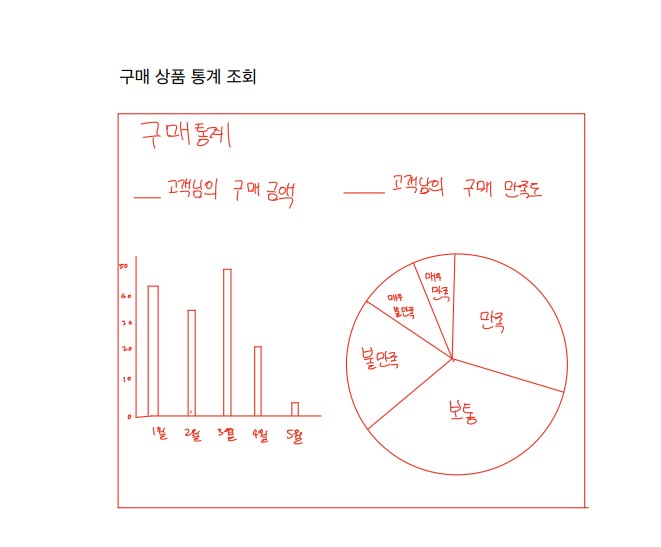 구매 상품 통계 조회
구매통계
___ 고객님의 구매 금액
___ 고객님의 구매 만족도
50
40
30
20
10
0
1월 2월 3월 4월 5월
매우 만족
매우 불만족
만족
불만족
보통